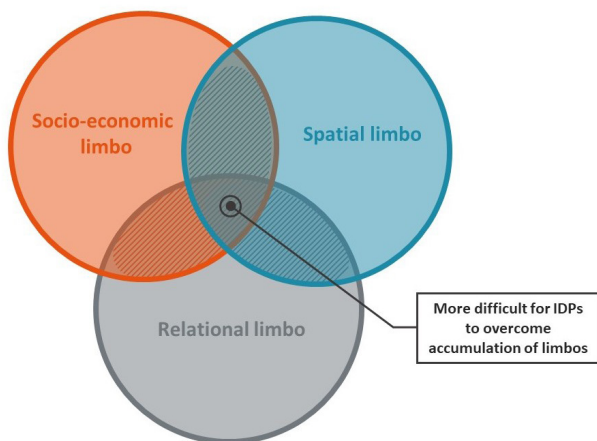 Socio-economic
limbo
Spatial limbo
Relational limbo
More difficult for IDPs
to overcome
accumulation of limbos